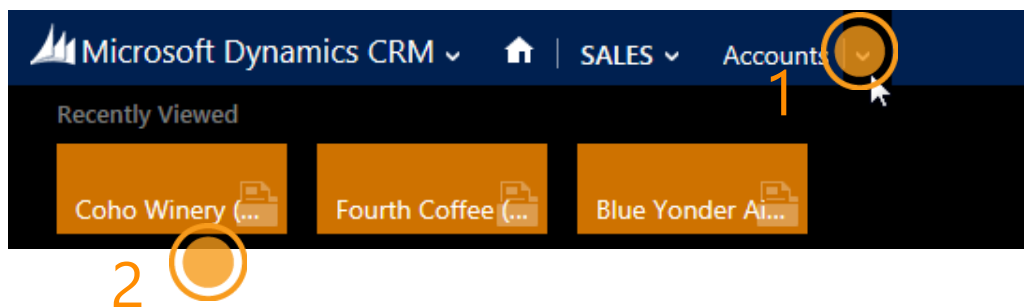 Microsoft Dynamics CRM SALES Accounts
1
Recently Viewed
Coho Winery (... Fourth Coffee (... Blue Yonder Ai...
2